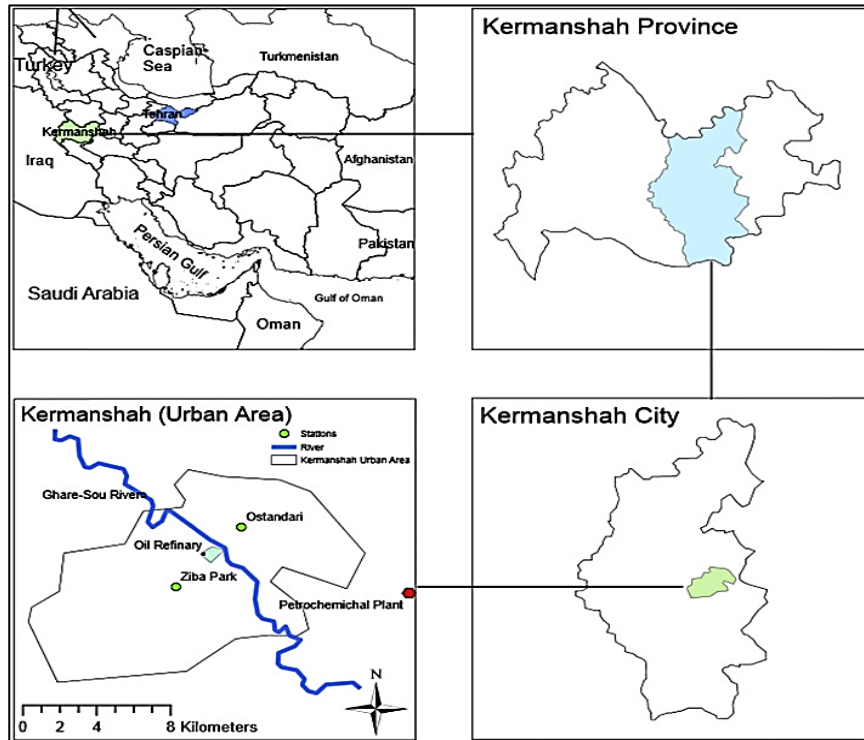 Caspian
Sea
Turkmenistan
Turkey
Tehran
Kermanshah
Iraq
Afghanistan
Persian Gulf
Pakistan
Saudi Arabia
Gulf of Oman
Oman
Kermanshah Province
Kermanshah (Urban Area)
Stations
River
Kermanshah Urban Area
Ghare-Sou Rivere
Ostandari
Oil Refinary
Ziba Park
Petrochemichal Plant
N
0 2 4 8 Kilometers
Kermanshah City